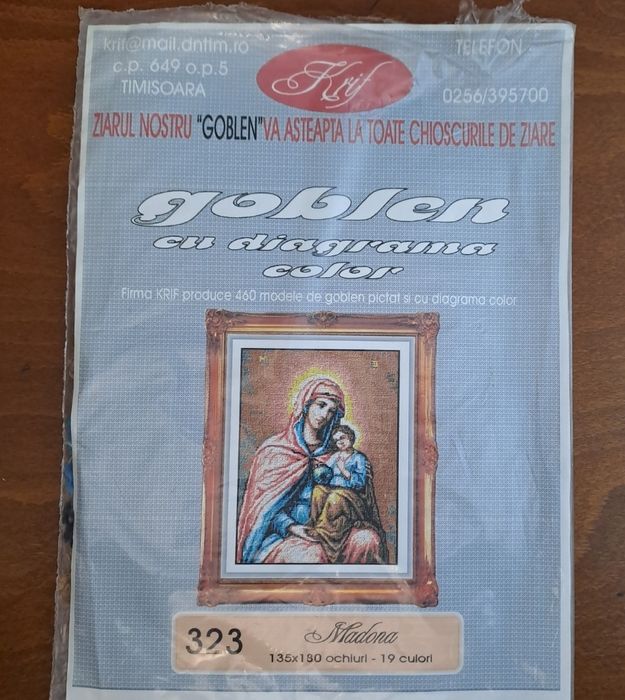 krif@mail.dntim.ro
c.p. 649 o.p.5
TIMISOARA
Krif
TELEFON
0256/395700
ZIARUL NOSTRU "GOBLEN"VA ASTEAPTA LA TOATE CHIOSCURILE DE ZIARE
goblen
cu diagrama
color
Firma KRIF produce 460 modele de goblen pictat si cu diagrama color
323
Madona
135x180 ochiuri - 19 culori